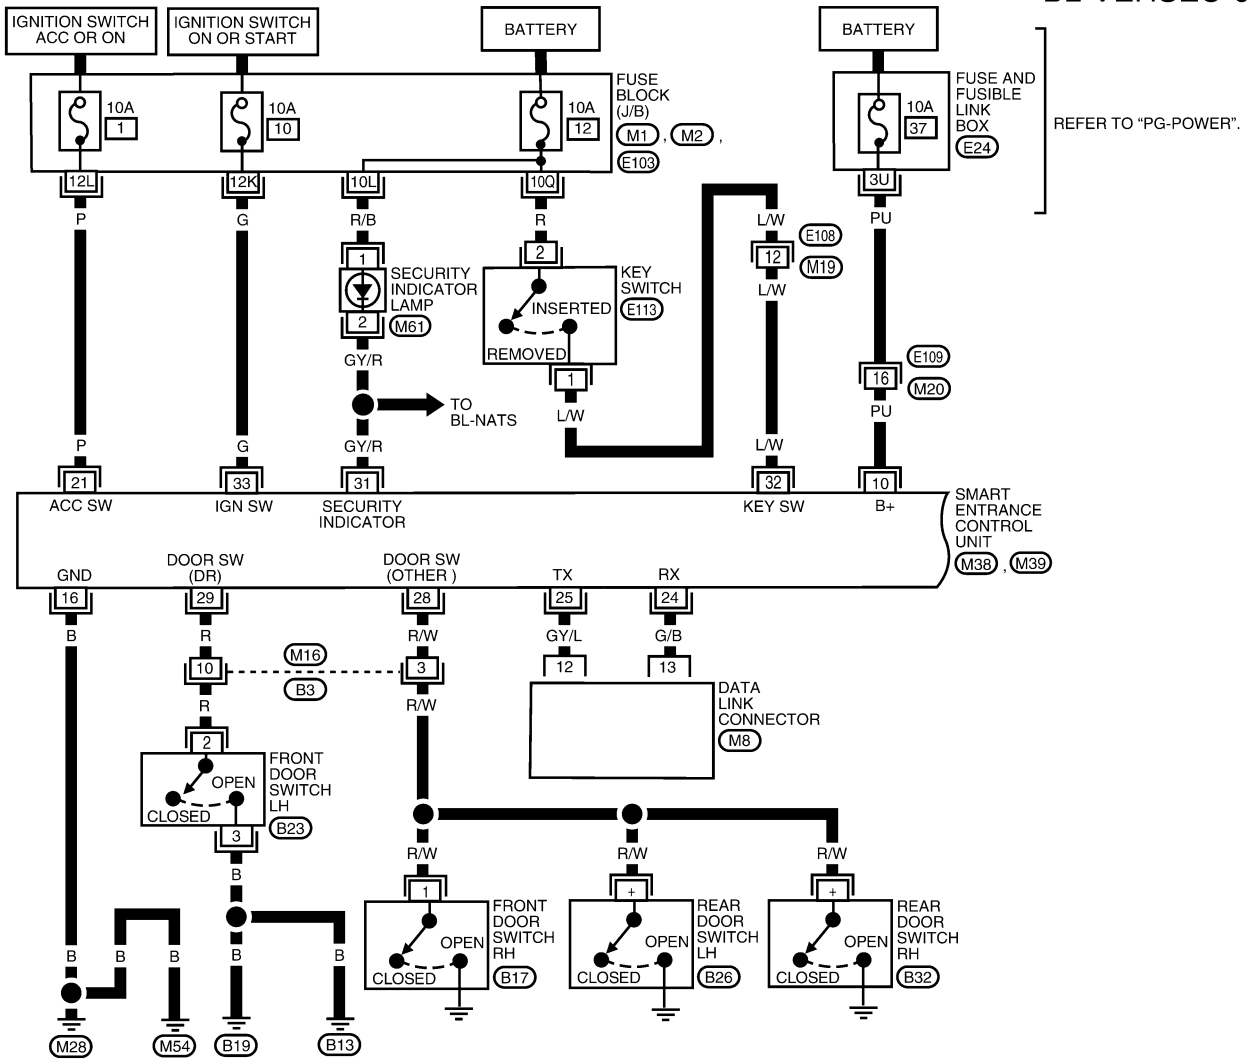 IGNITION SWITCH
ACC OR ON
IGNITION SWITCH
ON OR START
BATTERY
BATTERY
10A
1
10A
10
10A
12
FUSE
BLOCK
(J/B)
M1 , M2 ,
E103
10A
37
FUSE AND
FUSIBLE
LINK
BOX
E24
REFER TO “PG-POWER”.
12L
12K
10L
10Q
3U
P
G
R/B
R
L/W
PU
1
2
12
E108
M19
SECURITY
INDICATOR
LAMP
M61
2
INSERTED
REMOVED
KEY
SWITCH
E113
L/W
GY/R
1
16
E109
M20
TO
BL-NATS
L/W
PU
P
G
GY/R
L/W
21
33
31
32
10
ACC SW
IGN SW
SECURITY
INDICATOR
KEY SW
B+
SMART
ENTRANCE
CONTROL
UNIT
M38 , M39
GND
DOOR SW
(DR)
DOOR SW
(OTHER )
TX
RX
16
29
28
25
24
B
R
R/W
GY/L
G/B
10
M16
B3
3
12
13
R
R/W
DATA
LINK
CONNECTOR
M8
2
OPEN
CLOSED
FRONT
DOOR
SWITCH
LH
B23
3
B
R/W
R/W
R/W
1
+
+
OPEN
CLOSED
FRONT
DOOR
SWITCH
RH
B17
OPEN
CLOSED
REAR
DOOR
SWITCH
LH
B26
OPEN
CLOSED
REAR
DOOR
SWITCH
RH
B32
B
B
B
B
B
M28
M54
B19
B13